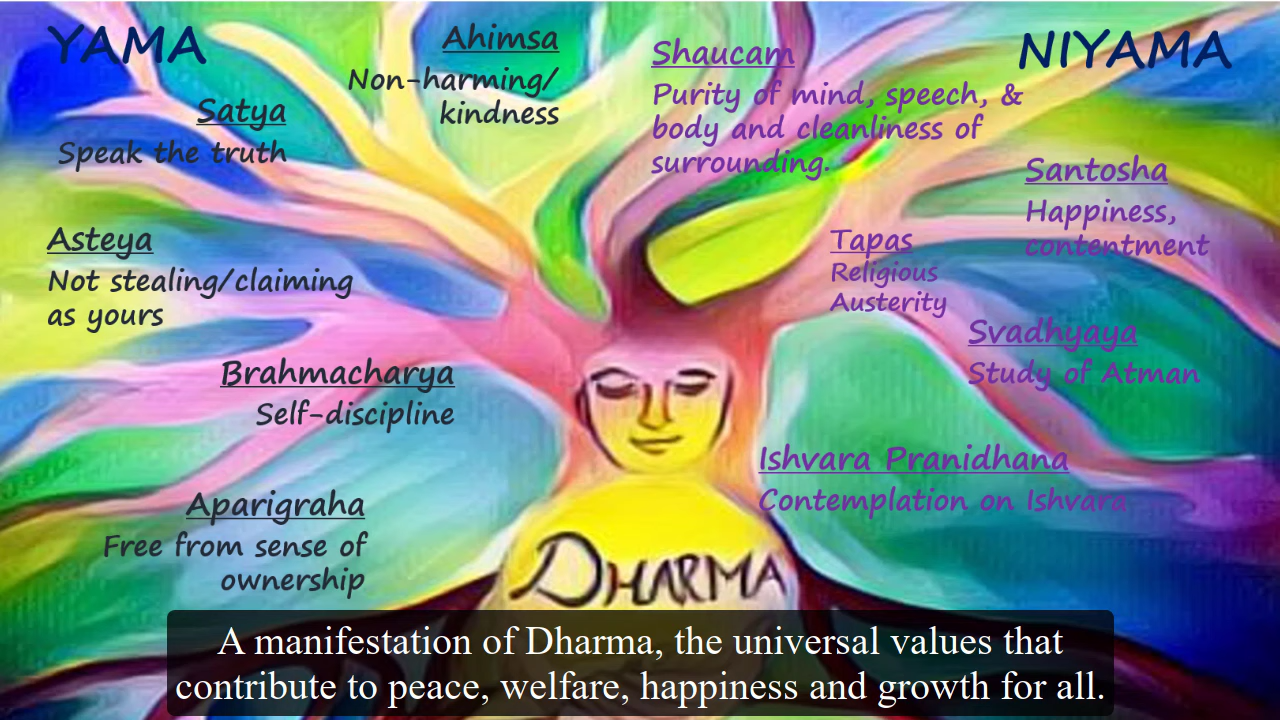 YAMA
Ahimsa
Non-harming/
kindness
Satya
Speak the truth
Asteya
Not stealing/claiming
as yours
Brahmacharya
Self-discipline
Aparigraha
Free from sense of
ownership
NIYAMA
Shaucam
Purity of mind, speech, &
body and cleanliness of
surrounding.
Santosha
Happiness,
contentment
Tapas
Religious
Austerity
Svadhyaya
Study of Atman
Ishvara Pranidhana
Contemplation on Ishvara
DHARMA
A manifestation of Dharma, the universal values that
contribute to peace, welfare, happiness and growth for all.